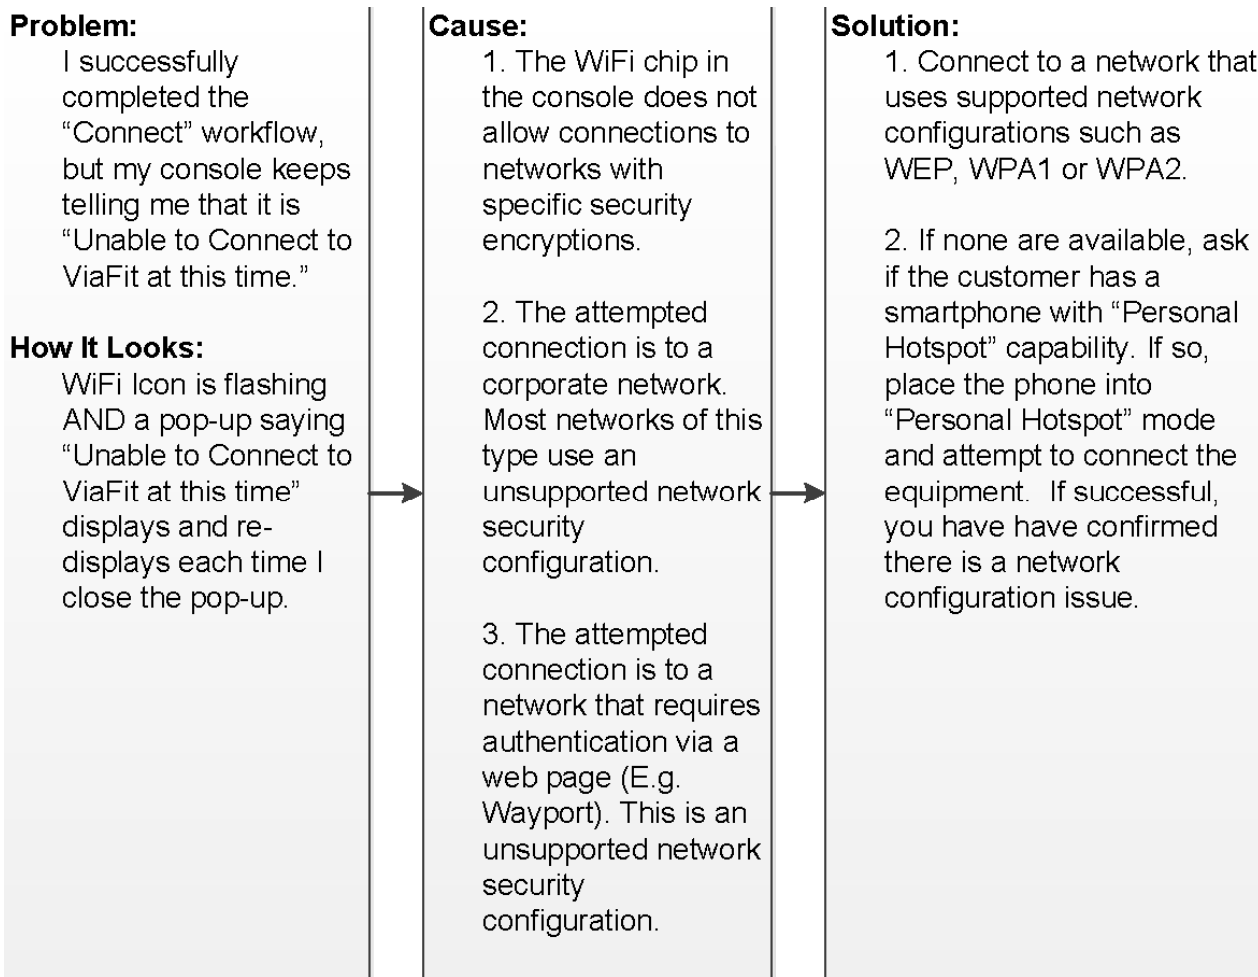 Problem:
I successfully
completed the
“Connect” workflow,
but my console keeps
telling me that it is
“Unable to Connect to
ViaFit at this time.”
How It Looks:
WiFi Icon is flashing
AND a pop-up saying
“Unable to Connect to
ViaFit at this time”
displays and re-
displays each time I
close the pop-up.
Cause:
1. The WiFi chip in
the console does not
allow connections to
networks with
specific security
encryptions.
2. The attempted
connection is to a
corporate network.
Most networks of this
type use an
unsupported network
security
configuration.
3. The attempted
connection is to a
network that requires
authentication via a
web page (E.g.
Wayport). This is an
unsupported network
security
configuration.
Solution:
1. Connect to a network that
uses supported network
configurations such as
WEP, WPA1 or WPA2.
2. If none are available, ask
if the customer has a
smartphone with “Personal
Hotspot” capability. If so,
place the phone into
“Personal Hotspot” mode
and attempt to connect the
equipment.  If successful,
you have have confirmed
there is a network
configuration issue.